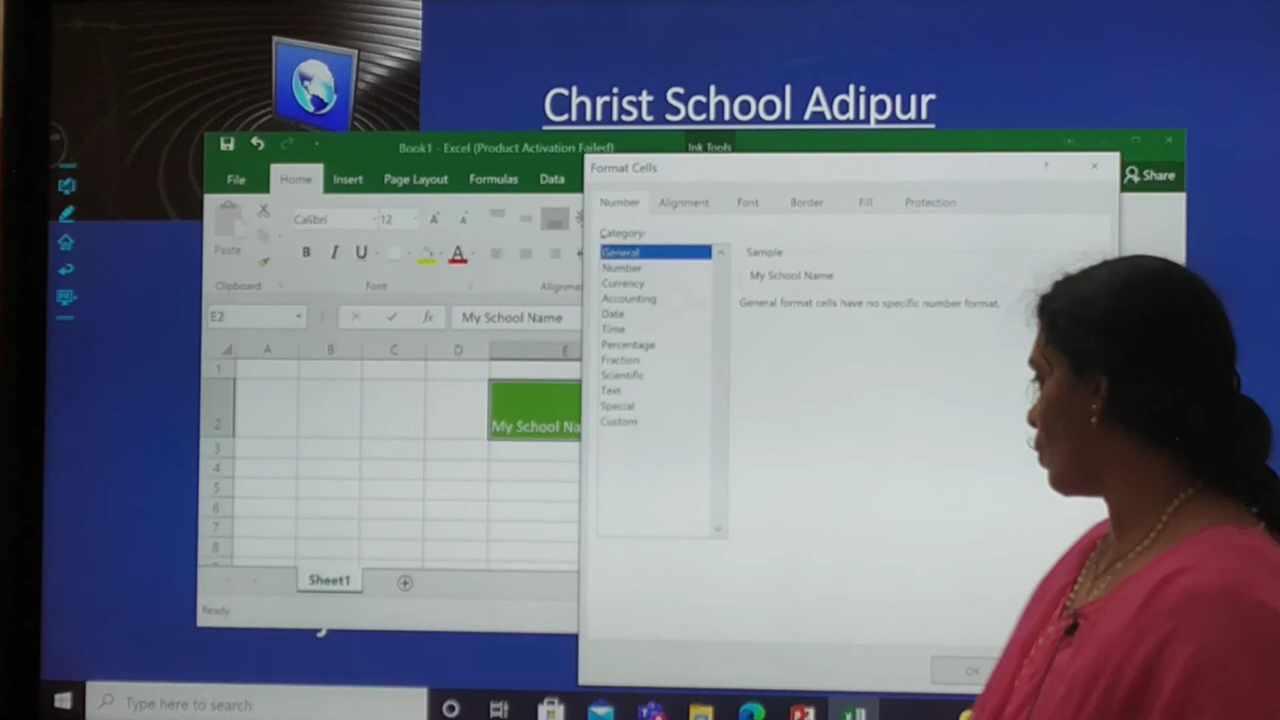 Christ School Adipur
Book1 - Excel (Product Activation Failed)
Ink Tools
File
Home
Insert
Page Layout
Formulas
Data
Share
Paste
Calibri
12
B I U
Clipboard
Font
E2
fx
My School Name
A B C D E
1
2
My School Na
3
4
5
6
7
8
Sheet1
Ready
Format Cells
? ×
Number
Alignment
Font
Border
Fill
Protection
Category:
General
Number
Currency
Accounting
Date
Time
Percentage
Fraction
Scientific
Text
Special
Custom
Sample
My School Name
General format cells have no specific number format.
OK
Type here to search